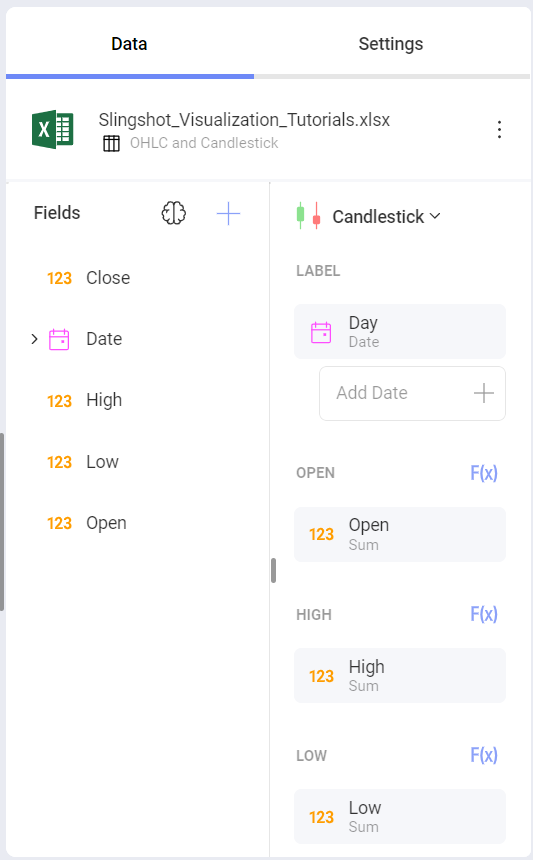 Data
Settings
Slingshot_Visualization_Tutorials.xlsx
OHLC and Candlestick
Fields
123 Close
Date
123 High
123 Low
123 Open
Candlestick
LABEL
Day
Date
Add Date
OPEN F(x)
123 Open
Sum
HIGH F(x)
123 High
Sum
LOW F(x)
123 Low
Sum